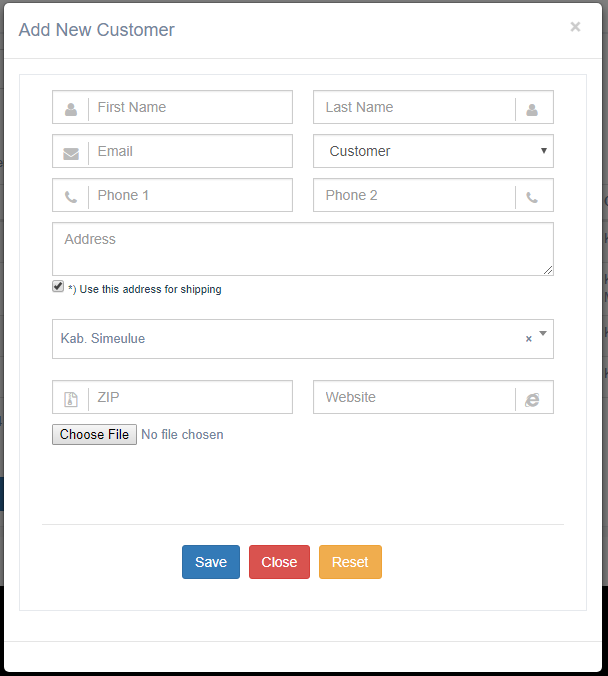 Add New Customer ×
First Name Last Name
Email Customer
Phone 1 Phone 2
Address
*) Use this address for shipping
Kab. Simeulue ×
ZIP Website
Choose File No file chosen
Save Close Reset